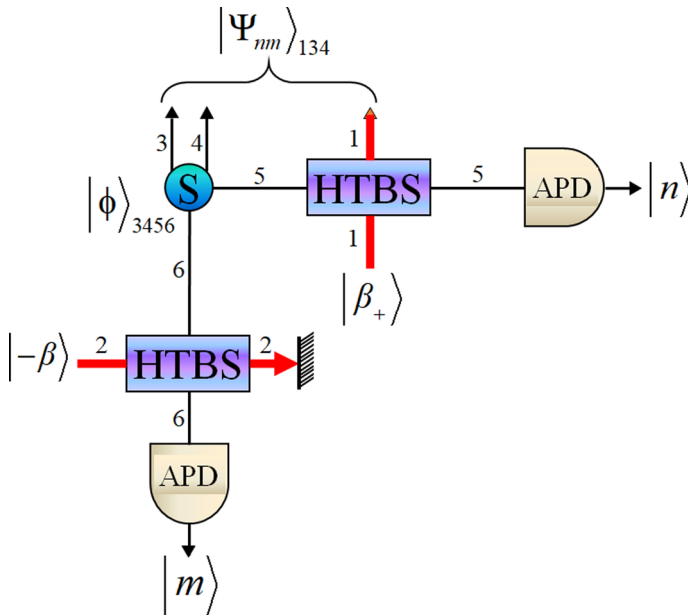 |Ψnm⟩134
3 4 1
S 5 HTBS 5 APD |n⟩
|ϕ⟩3456
1
6
|β+⟩
|−β⟩ 2 HTBS 2
6
APD
|m⟩